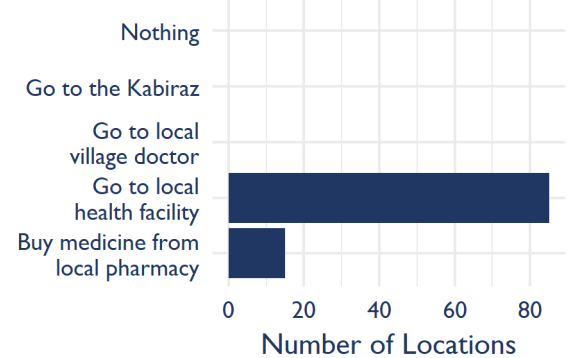 Nothing
Go to the Kabiraz
Go to local
village doctor
Go to local
health facility
Buy medicine from
local pharmacy
0 20 40 60 80
Number of Locations